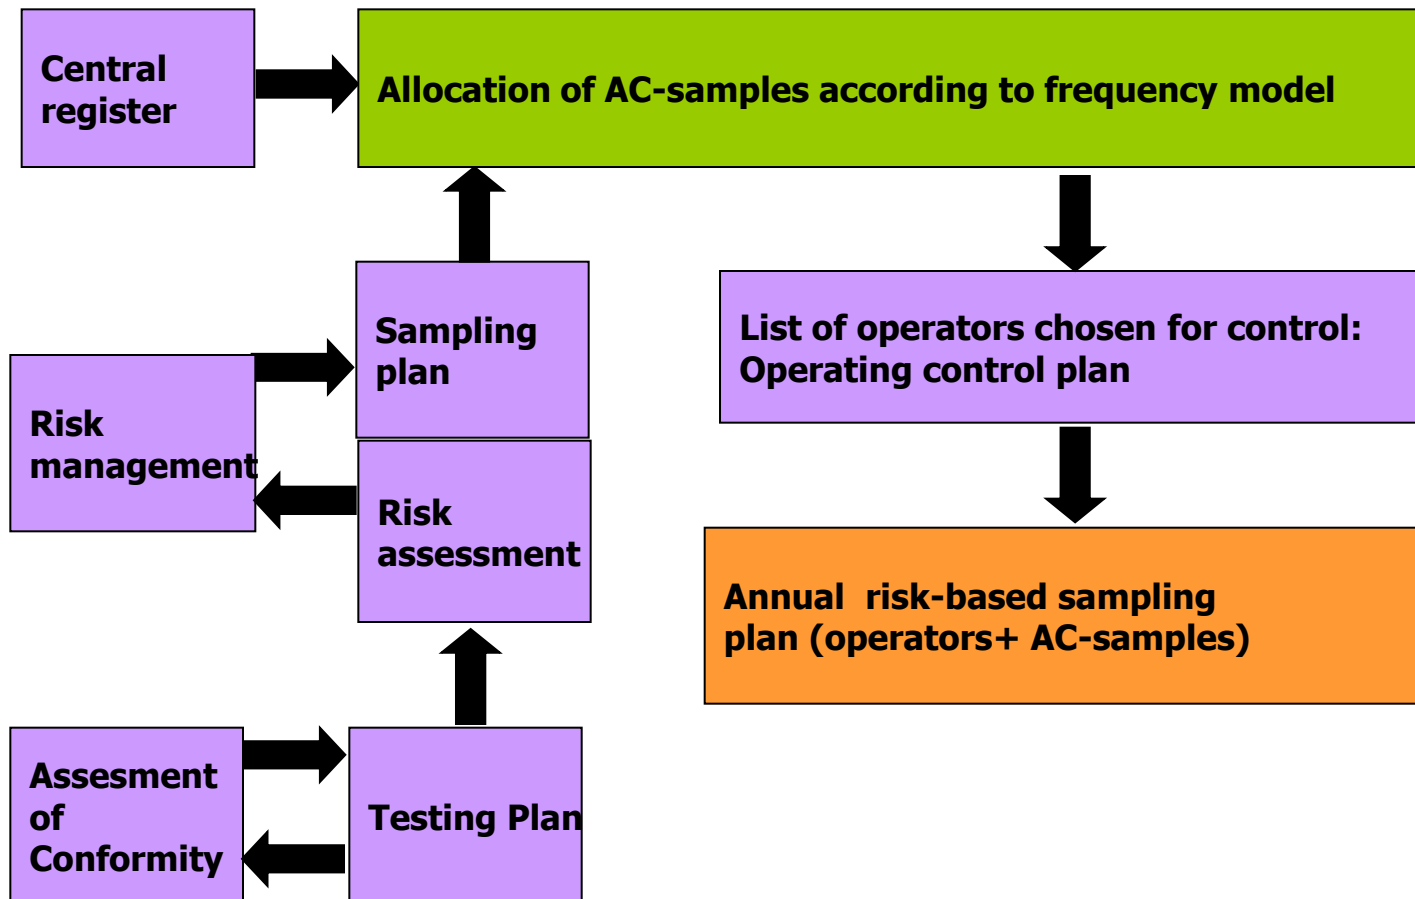 Central
register
Allocation of AC-samples according to frequency model
Sampling
plan
List of operators chosen for control:
Operating control plan
Risk
management
Risk
assessment
Annual  risk-based sampling
plan (operators+ AC-samples)
Assesment
of
Conformity
Testing Plan